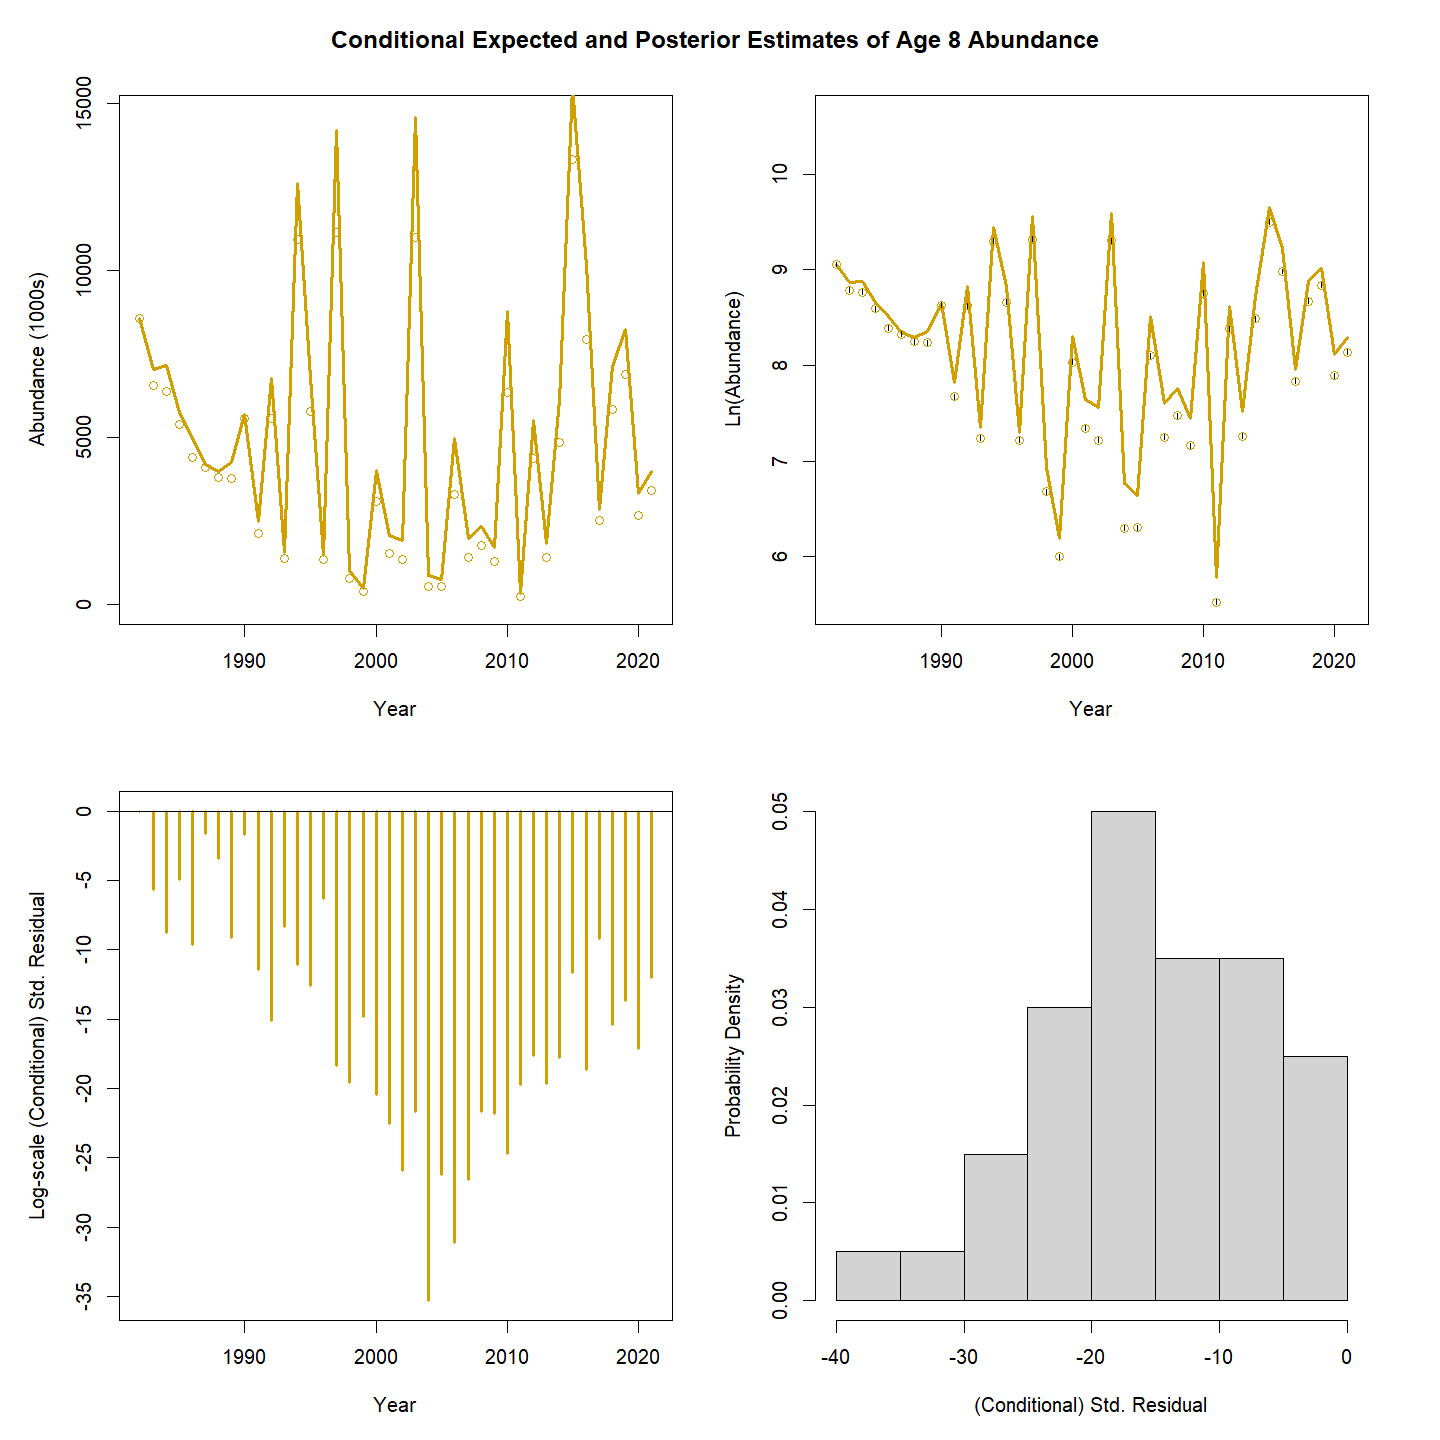 Conditional Expected and Posterior Estimates of Age 8 Abundance
Abundance (1000s)
15000
10000
5000
0
1990 2000 2010 2020
Year
Ln(Abundance)
10
9
8
7
6
1990 2000 2010 2020
Year
Log-scale (Conditional) Std. Residual
0
-5
-10
-15
-20
-25
-30
-35
1990 2000 2010 2020
Year
Probability Density
0.05
0.04
0.03
0.02
0.01
0.00
-40 -30 -20 -10 0
(Conditional) Std. Residual